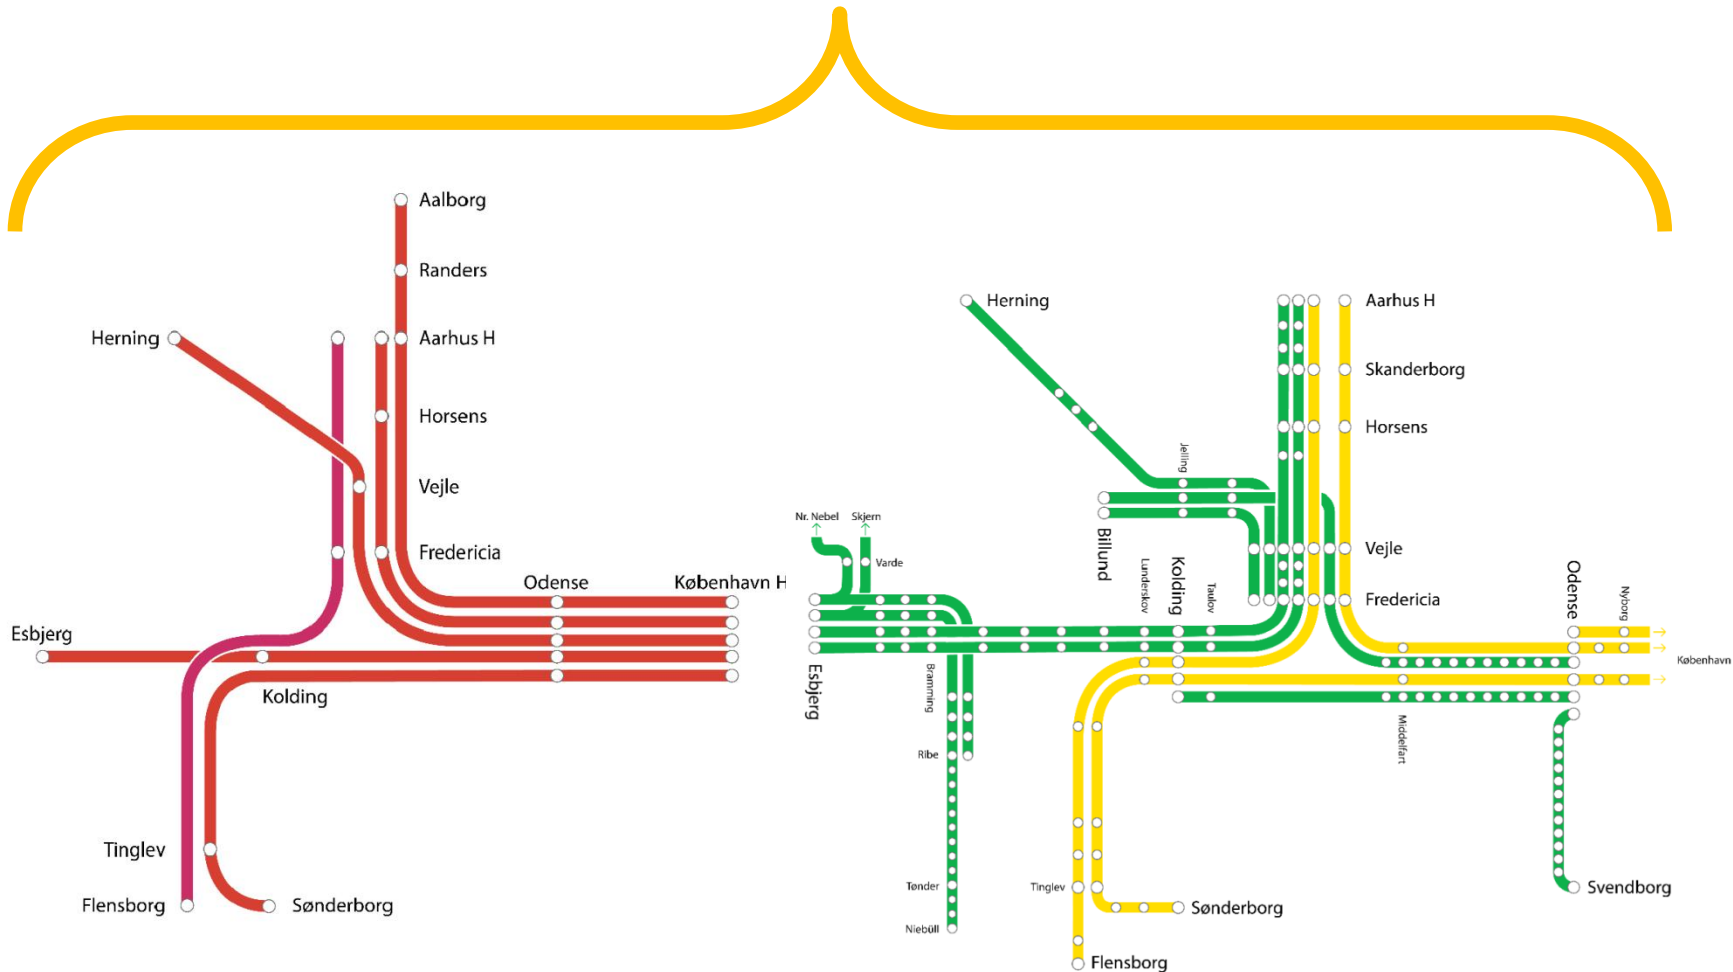 Aalborg
Randers
Herning
Aarhus H
Horsens
Vejle
Fredericia
Odense
København H
Esbjerg
Kolding
Tinglev
Flensborg
Sønderborg
Herning
Aarhus H
Skanderborg
Horsens
Jelling
Nr. Nebel
Skjern
Billund
Vejle
Varde
Lunderskov
Kolding
Taulov
Fredericia
Odense
Nyborg
København
Esbjerg
Bramming
Middelfart
Ribe
Tønder
Tinglev
Svendborg
Sønderborg
Niebüll
Flensborg